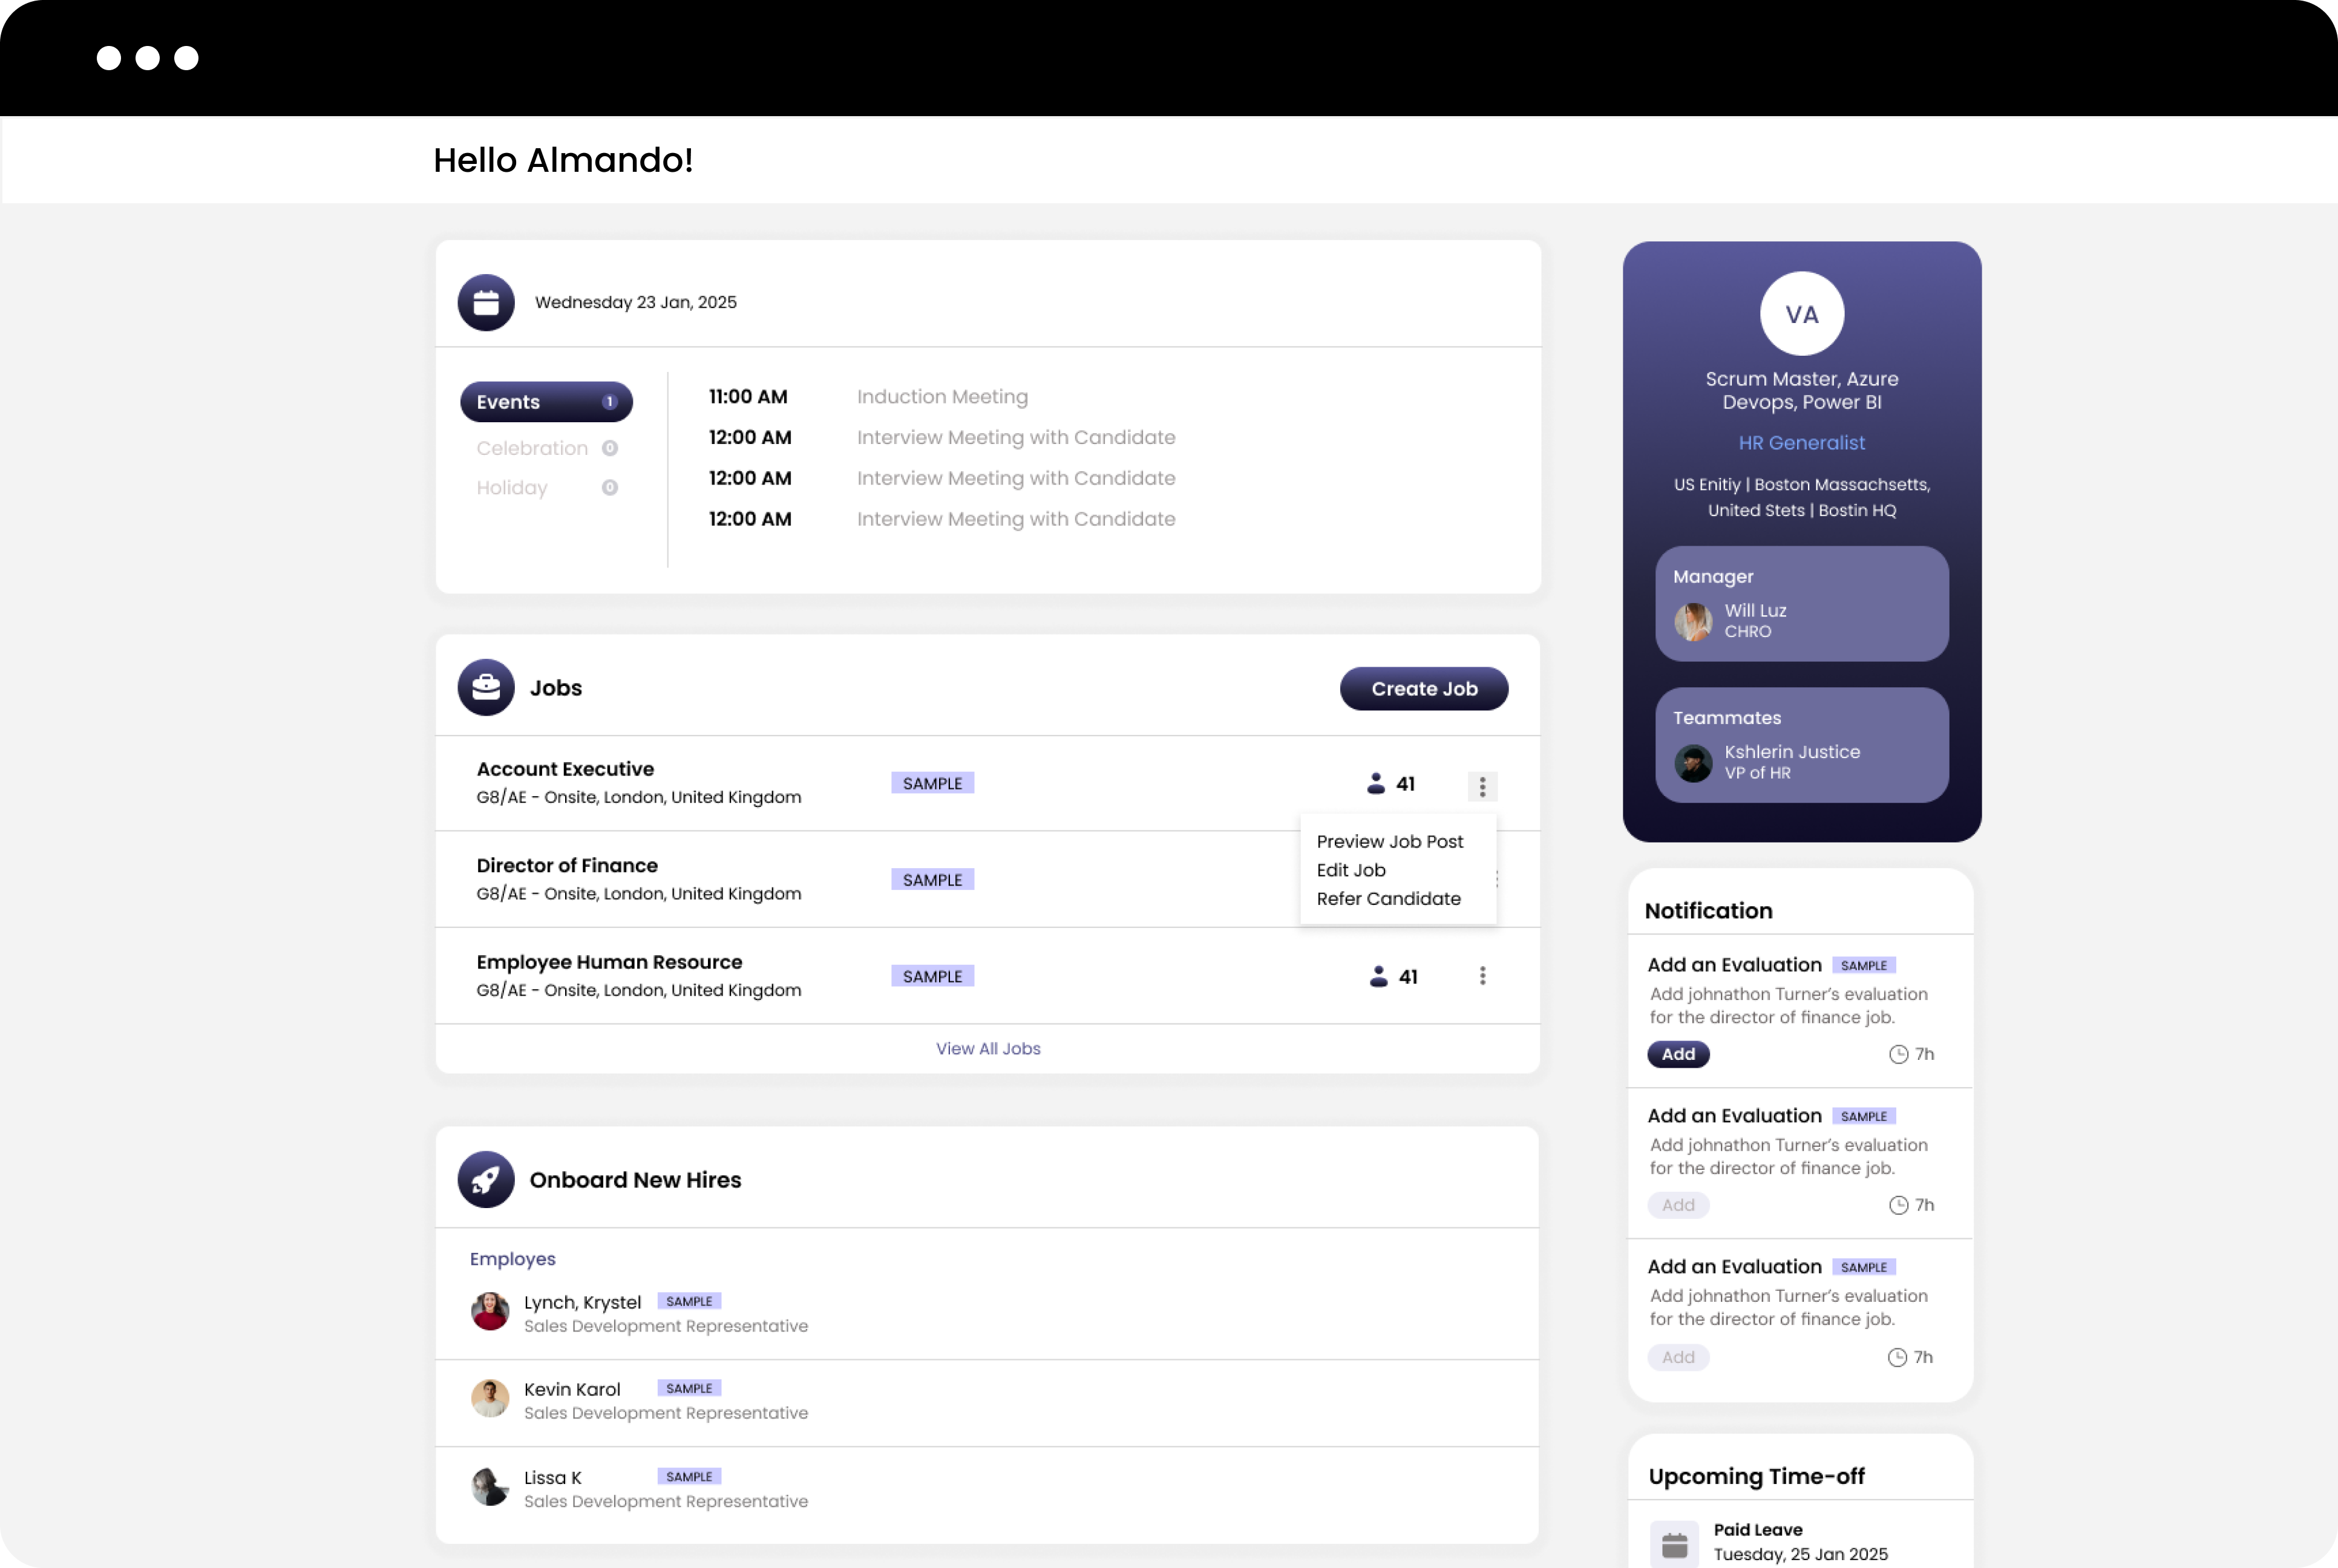 Hello Almando!
Wednesday 23 Jan, 2025
Events 1
Celebration 0
Holiday 0
11:00 AM Induction Meeting
12:00 AM Interview Meeting with Candidate
12:00 AM Interview Meeting with Candidate
12:00 AM Interview Meeting with Candidate
Jobs
Create Job
Account Executive
G8/AE - Onsite, London, United Kingdom
SAMPLE
41
Preview Job Post
Edit Job
Refer Candidate
Director of Finance
G8/AE - Onsite, London, United Kingdom
SAMPLE
Employee Human Resource
G8/AE - Onsite, London, United Kingdom
SAMPLE
41
View All Jobs
Onboard New Hires
Employes
Lynch, Krystel SAMPLE
Sales Development Representative
Kevin Karol SAMPLE
Sales Development Representative
Lissa K SAMPLE
Sales Development Representative
VA
Scrum Master, Azure
Devops, Power BI
HR Generalist
US Enitiy | Boston Massachsetts,
United Stets | Bostin HQ
Manager
Will Luz
CHRO
Teammates
Kshlerin Justice
VP of HR
Notification
Add an Evaluation SAMPLE
Add johnathon Turner's evaluation
for the director of finance job.
Add 7h
Add an Evaluation SAMPLE
Add johnathon Turner's evaluation
for the director of finance job.
Add 7h
Add an Evaluation SAMPLE
Add johnathon Turner's evaluation
for the director of finance job.
Add 7h
Upcoming Time-off
Paid Leave
Tuesday, 25 Jan 2025